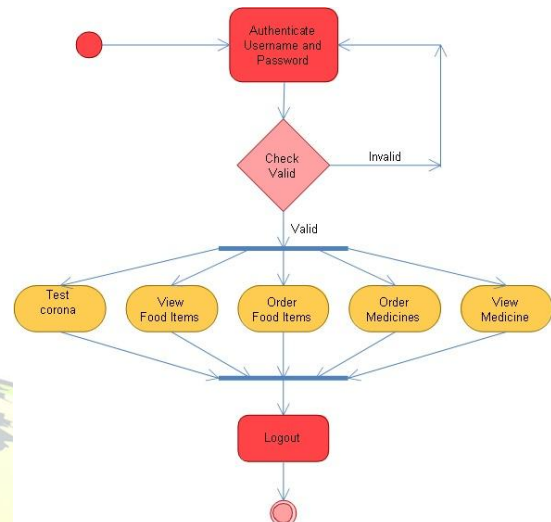 Authenticate
Username and
Password
Check
Valid
Invalid
Valid
Test
corona
View
Food Items
Order
Food Items
Order
Medicines
View
Medicine
Logout